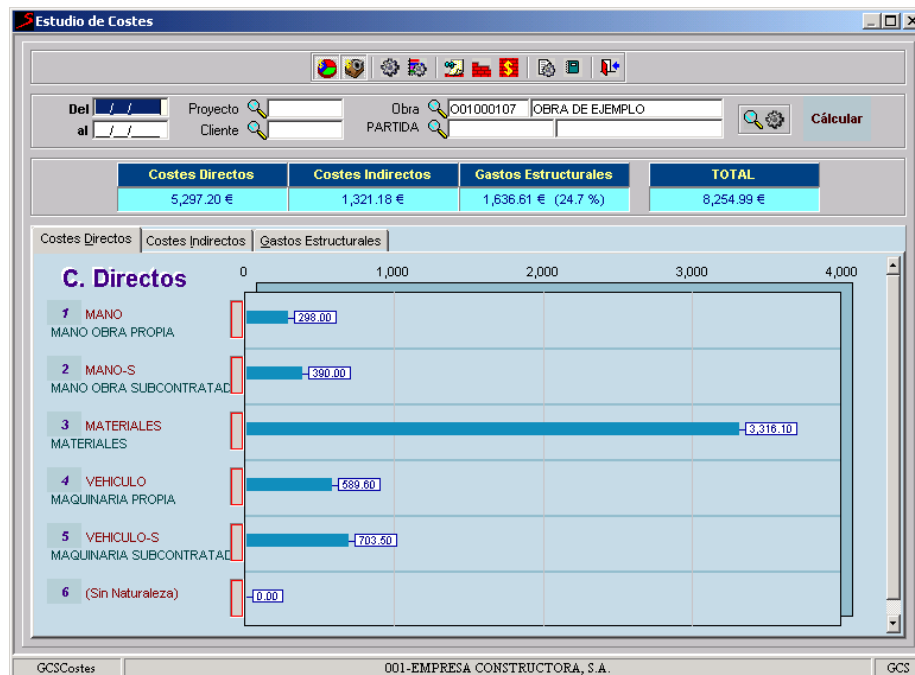 Estudio de Costes
Del / / Proyecto Obra O01000107 OBRA DE EJEMPLO
al / / Cliente PARTIDA Cálcular
Costes Directos Costes Indirectos Gastos Estructurales TOTAL
5,297.20 € 1,321.18 € 1,636.61 € (24.7 %) 8,254.99 €
Costes Directos Costes Indirectos Gastos Estructurales
C. Directos 0 1,000 2,000 3,000 4,000
1 MANO 298.00
MANO OBRA PROPIA
2 MANO-S 390.00
MANO OBRA SUBCONTRATAD
3 MATERIALES 3,316.10
MATERIALES
4 VEHICULO 589.60
MAQUINARIA PROPIA
5 VEHICULO-S 703.50
MAQUINARIA SUBCONTRATAD
6 (Sin Naturaleza) 0.00
GCSCostes 001-EMPRESA CONSTRUCTORA, S.A. GCS